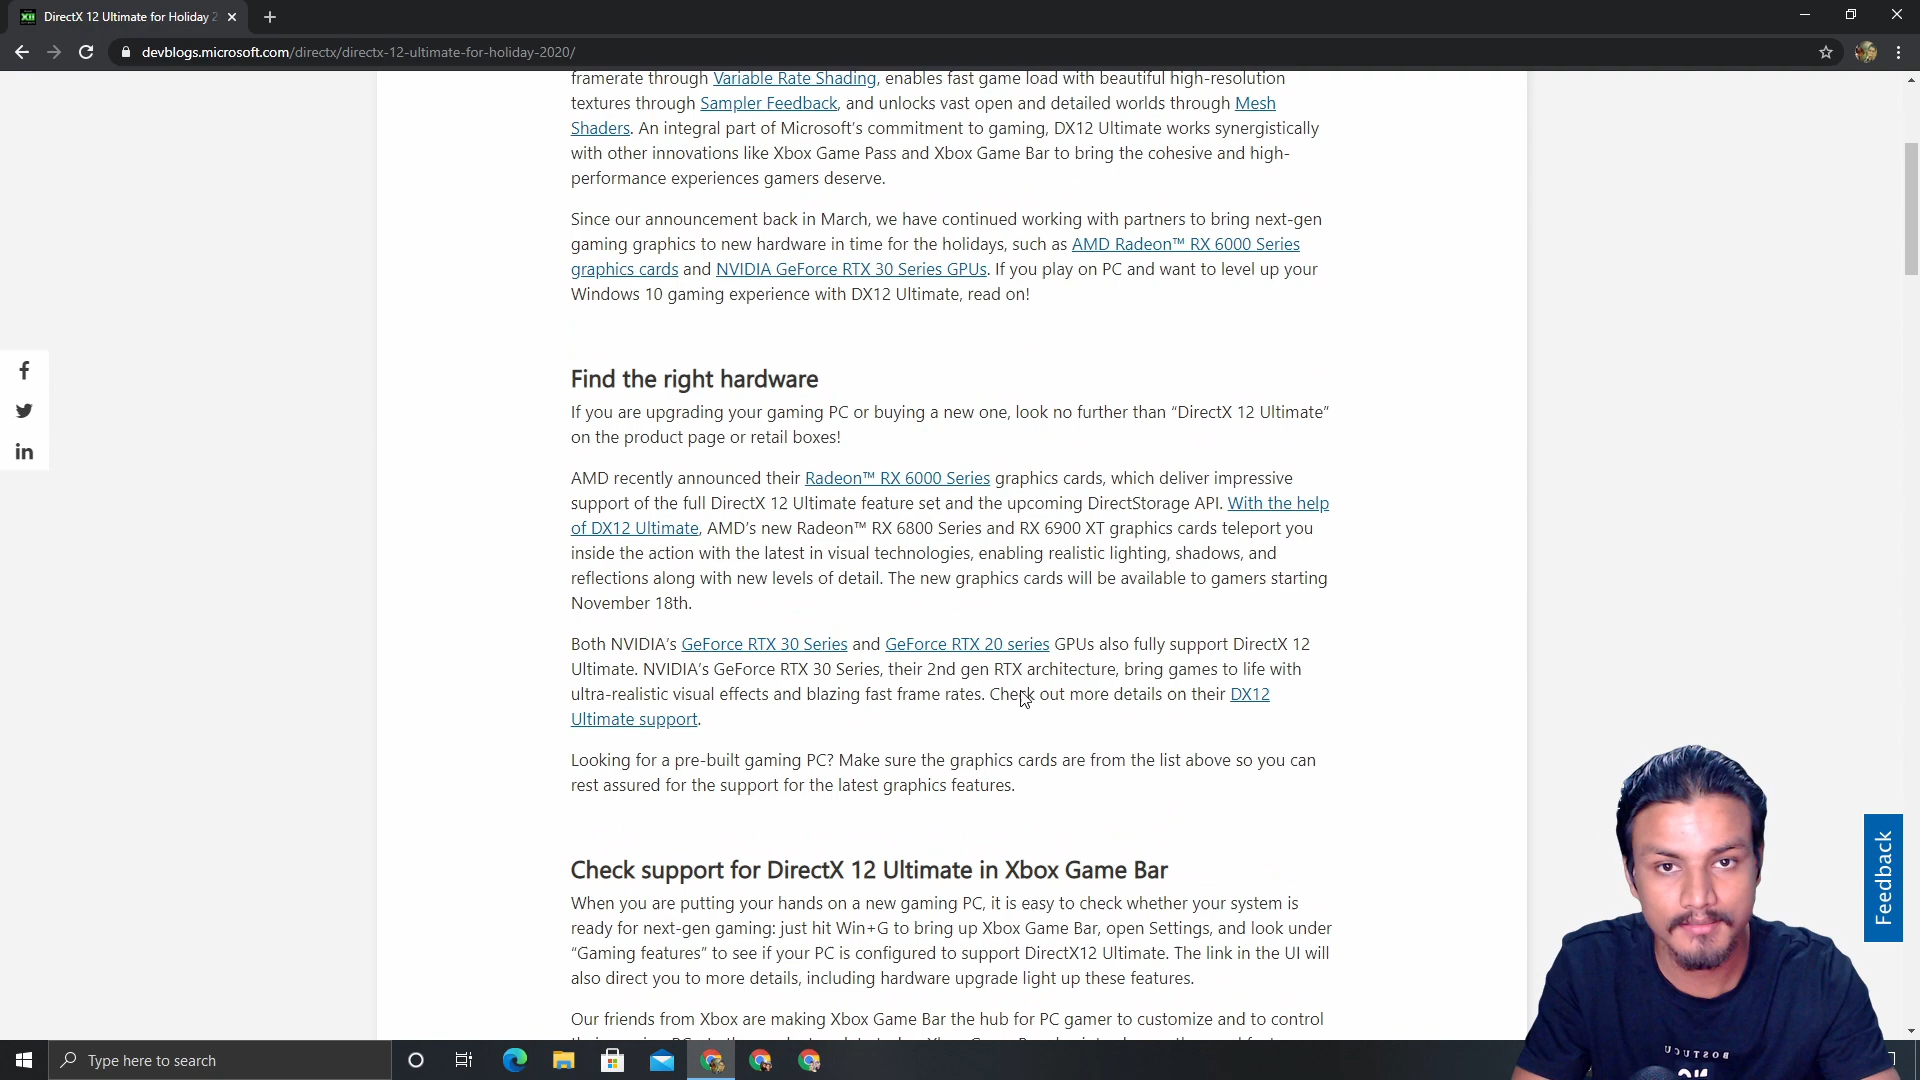 DirectX 12 Ultimate for Holiday 2
devblogs.microsoft.com/directx/directx-12-ultimate-for-holiday-2020/
framerate through Variable Rate Shading, enables fast game load with beautiful high-resolution
textures through Sampler Feedback, and unlocks vast open and detailed worlds through Mesh
Shaders. An integral part of Microsoft's commitment to gaming, DX12 Ultimate works synergistically
with other innovations like Xbox Game Pass and Xbox Game Bar to bring the cohesive and high-
performance experiences gamers deserve.
Since our announcement back in March, we have continued working with partners to bring next-gen
gaming graphics to new hardware in time for the holidays, such as AMD Radeon™ RX 6000 Series
graphics cards and NVIDIA GeForce RTX 30 Series GPUs. If you play on PC and want to level up your
Windows 10 gaming experience with DX12 Ultimate, read on!
Find the right hardware
If you are upgrading your gaming PC or buying a new one, look no further than “DirectX 12 Ultimate”
on the product page or retail boxes!
AMD recently announced their Radeon™ RX 6000 Series graphics cards, which deliver impressive
support of the full DirectX 12 Ultimate feature set and the upcoming DirectStorage API. With the help
of DX12 Ultimate, AMD's new Radeon™ RX 6800 Series and RX 6900 XT graphics cards teleport you
inside the action with the latest in visual technologies, enabling realistic lighting, shadows, and
reflections along with new levels of detail. The new graphics cards will be available to gamers starting
November 18th.
Both NVIDIA's GeForce RTX 30 Series and GeForce RTX 20 series GPUs also fully support DirectX 12
Ultimate. NVIDIA's GeForce RTX 30 Series, their 2nd gen RTX architecture, bring games to life with
ultra-realistic visual effects and blazing fast frame rates. Check out more details on their DX12
Ultimate support.
Looking for a pre-built gaming PC? Make sure the graphics cards are from the list above so you can
rest assured for the support for the latest graphics features.
Check support for DirectX 12 Ultimate in Xbox Game Bar
When you are putting your hands on a new gaming PC, it is easy to check whether your system is
ready for next-gen gaming: just hit Win+G to bring up Xbox Game Bar, open Settings, and look under
“Gaming features” to see if your PC is configured to support DirectX12 Ultimate. The link in the UI will
also direct you to more details, including hardware upgrade light up these features.
Our friends from Xbox are making Xbox Game Bar the hub for PC gamer to customize and to control
Feedback
Type here to search